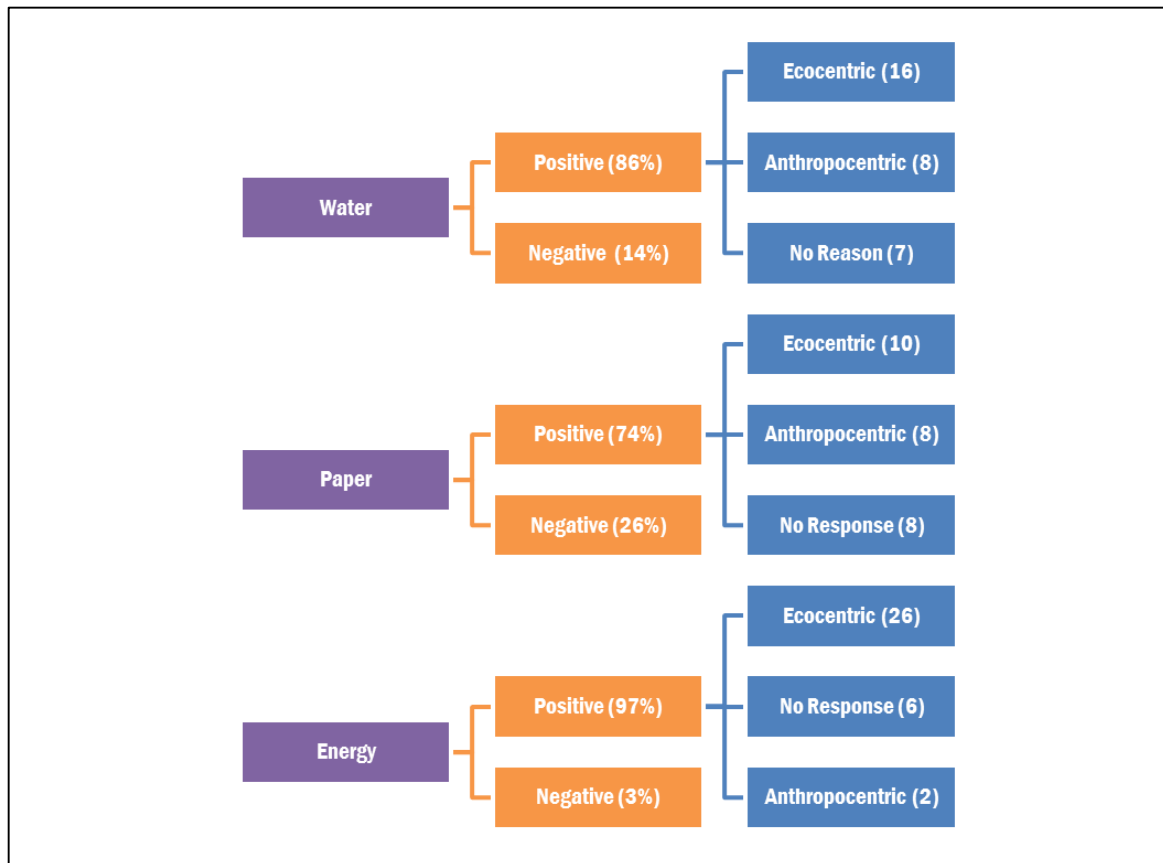 Water
Positive (86%)
Negative (14%)
Ecocentric (16)
Anthropocentric (8)
No Reason (7)
Paper
Positive (74%)
Negative (26%)
Ecocentric (10)
Anthropocentric (8)
No Response (8)
Energy
Positive (97%)
Negative (3%)
Ecocentric (26)
No Response (6)
Anthropocentric (2)